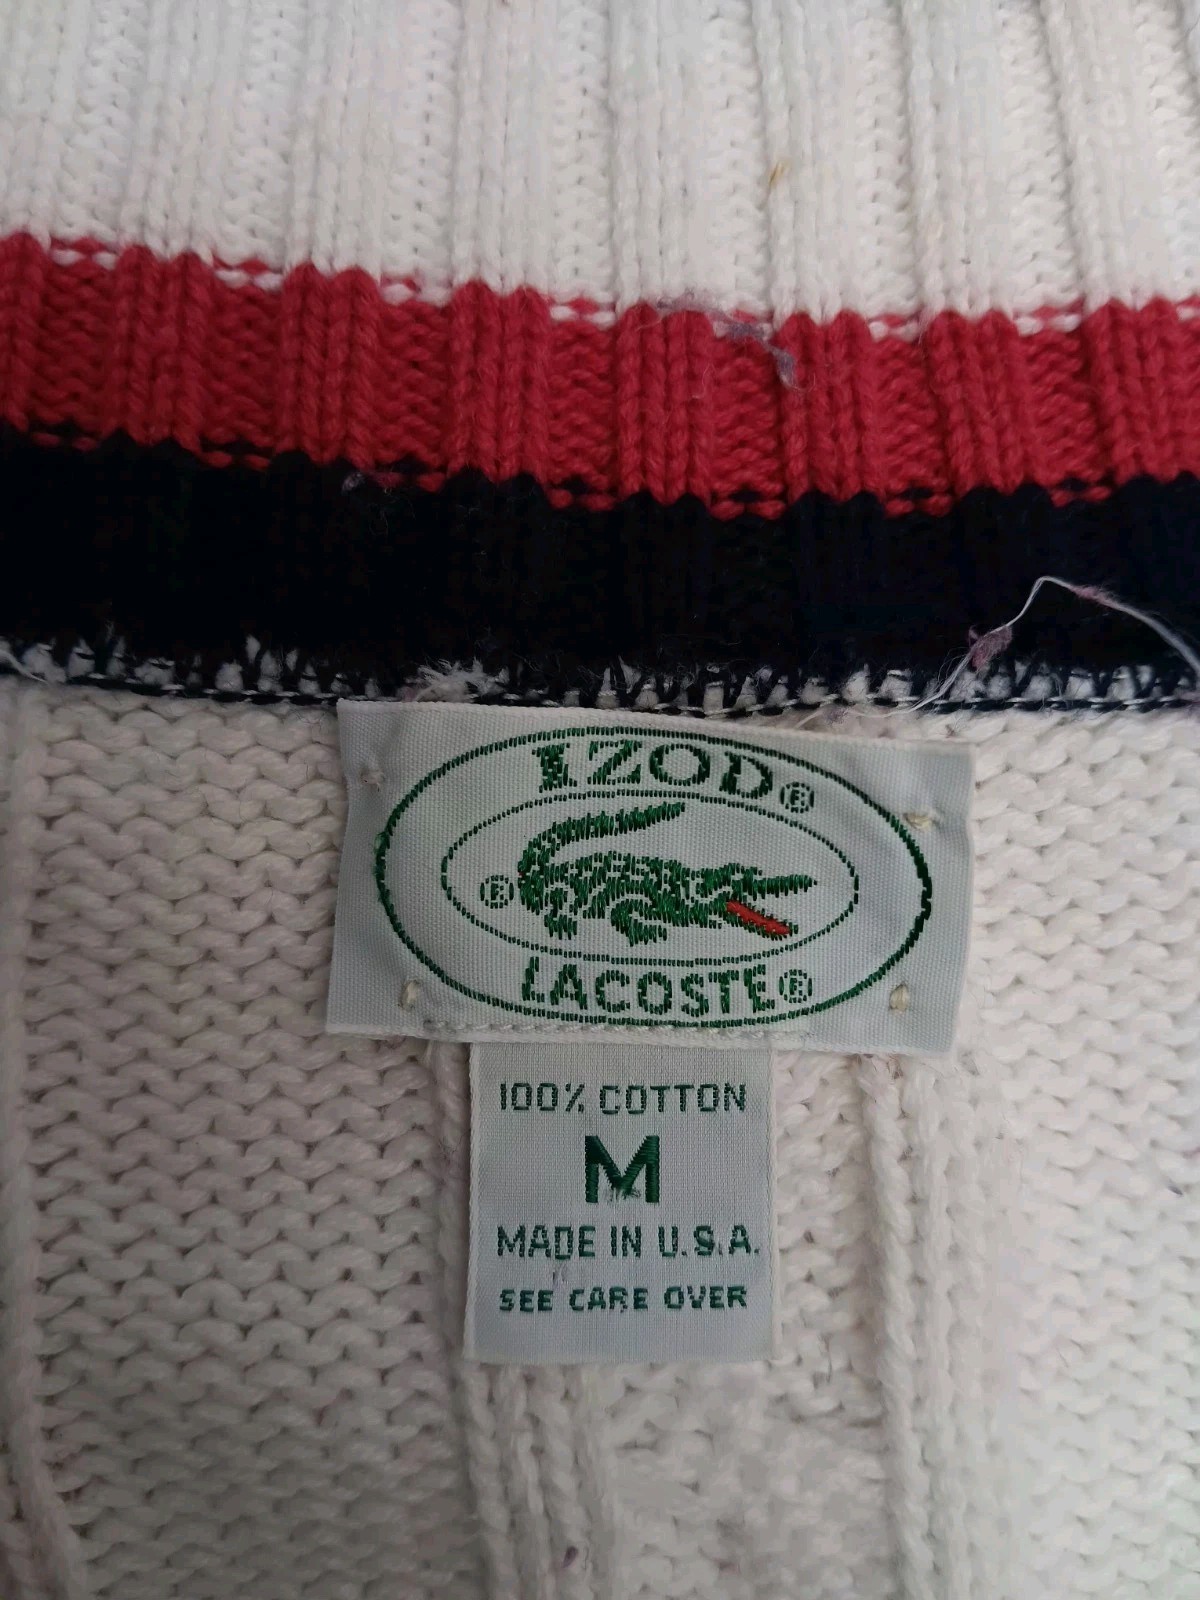 IZOD®
®
LACOSTE®
100% COTTON
M
MADE IN U.S.A.
SEE CARE OVER